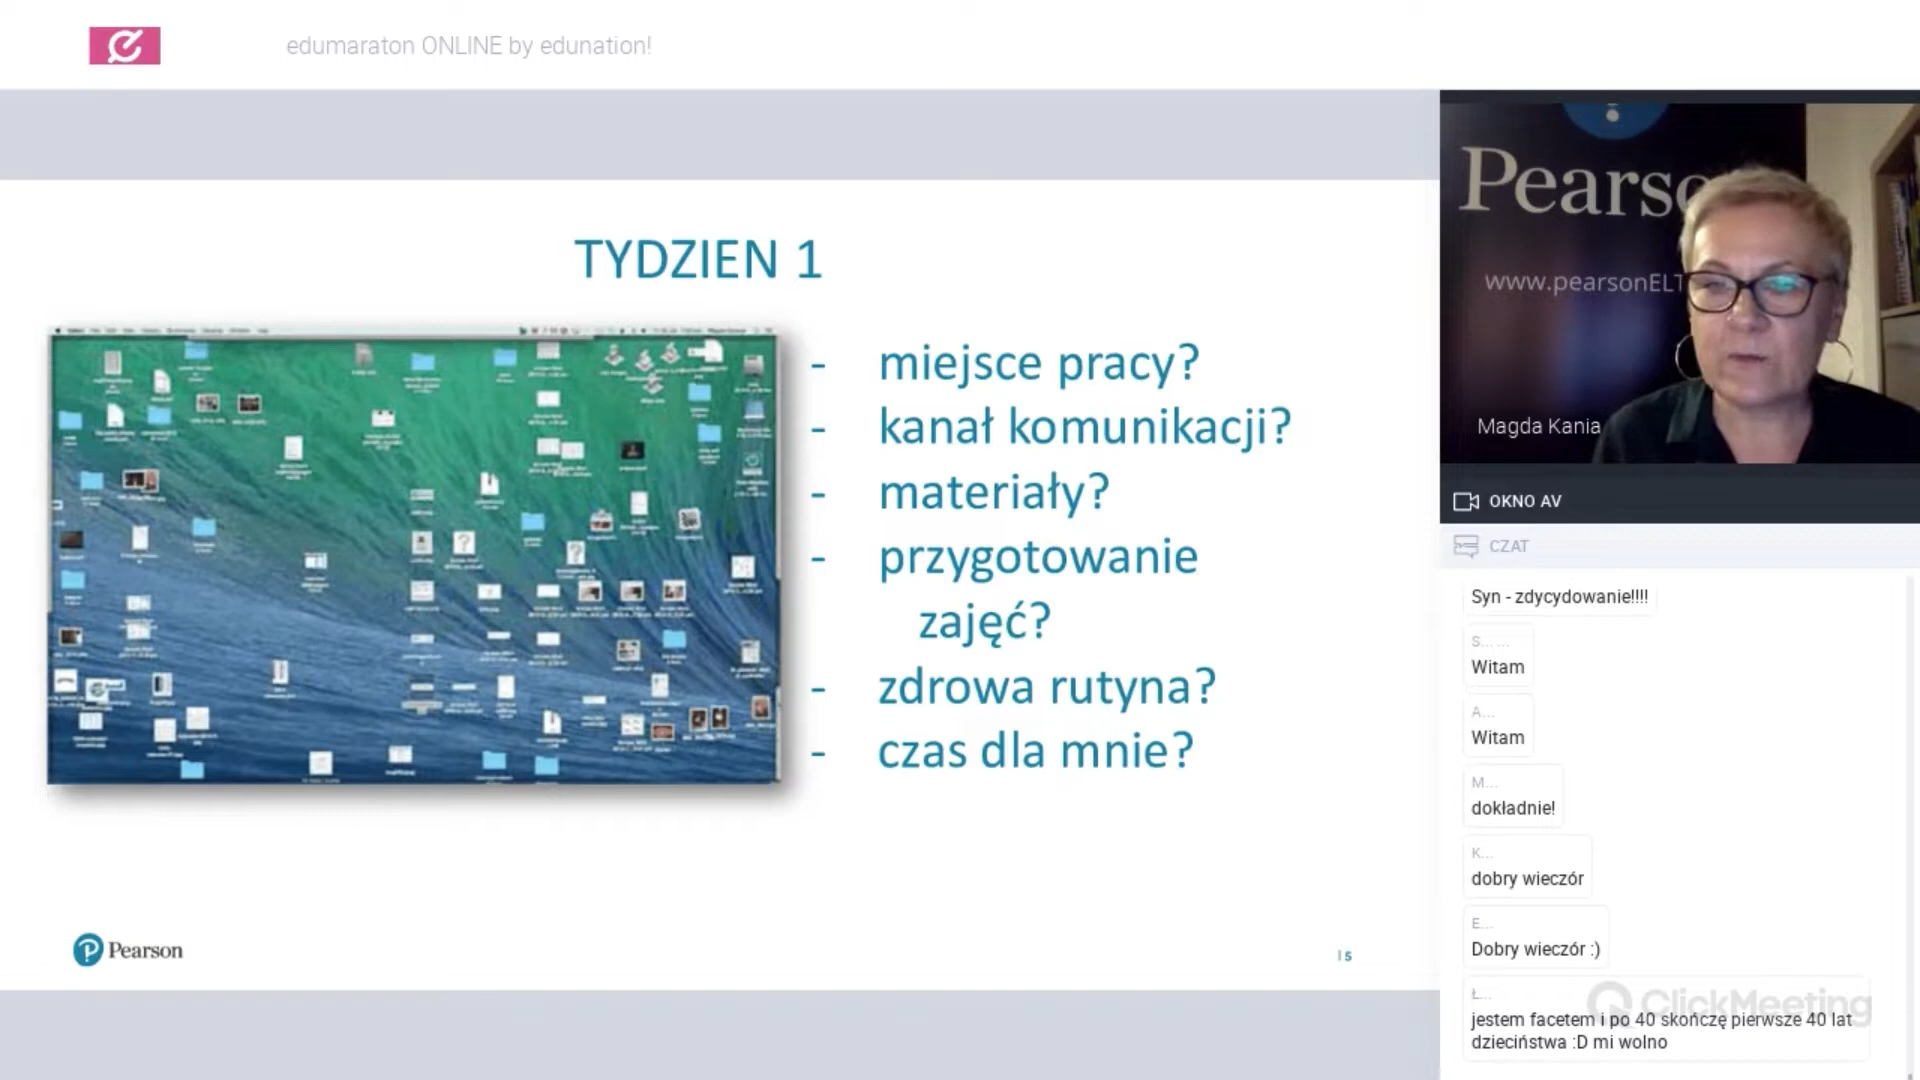 edumaraton ONLINE by edunation!
TYDZIEN 1
- miejsce pracy?
- kanał komunikacji?
- materiały?
- przygotowanie
zajęć?
- zdrowa rutyna?
- czas dla mnie?
Pearson
| 5
Pearso
www.pearsonELT
Magda Kania
OKNO AV
CZAT
Syn - zdycydowanie!!!!
S... ...
Witam
A...
Witam
M...
dokładnie!
K...
dobry wieczór
E...
Dobry wieczór :)
Ł...
jestem facetem i po 40 skończę pierwsze 40 lat
dzieciństwa :D mi wolno
ClickMeeting